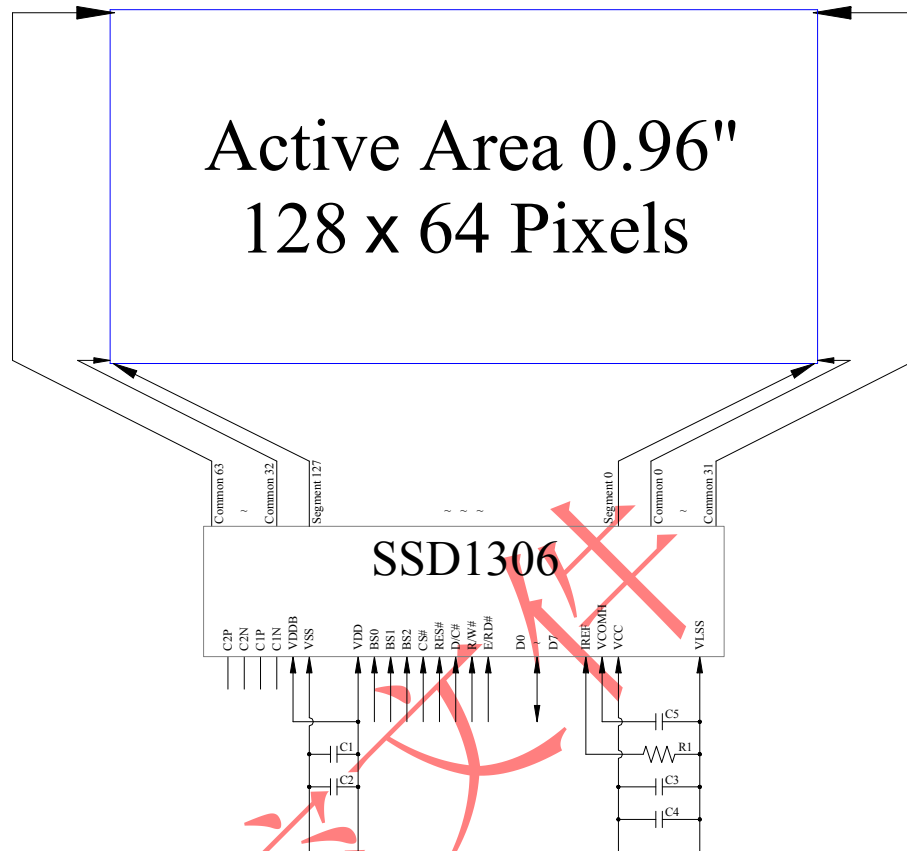 Active Area 0.96"
128 x 64 Pixels
Common 63
~
Common 32
Segment 127
~ ~ ~
Segment 0
Common 0
~
Common 31
SSD1306
C2P
C2N
C1P
C1N
VDDB
VSS
VDD
BS0
BS1
BS2
CS#
RES#
D/C#
R/W#
E/RD#
D0
~
D7
IREF
VCOMH
VCC
VLSS
C5
C1
R1
C2
C3
C4
文件